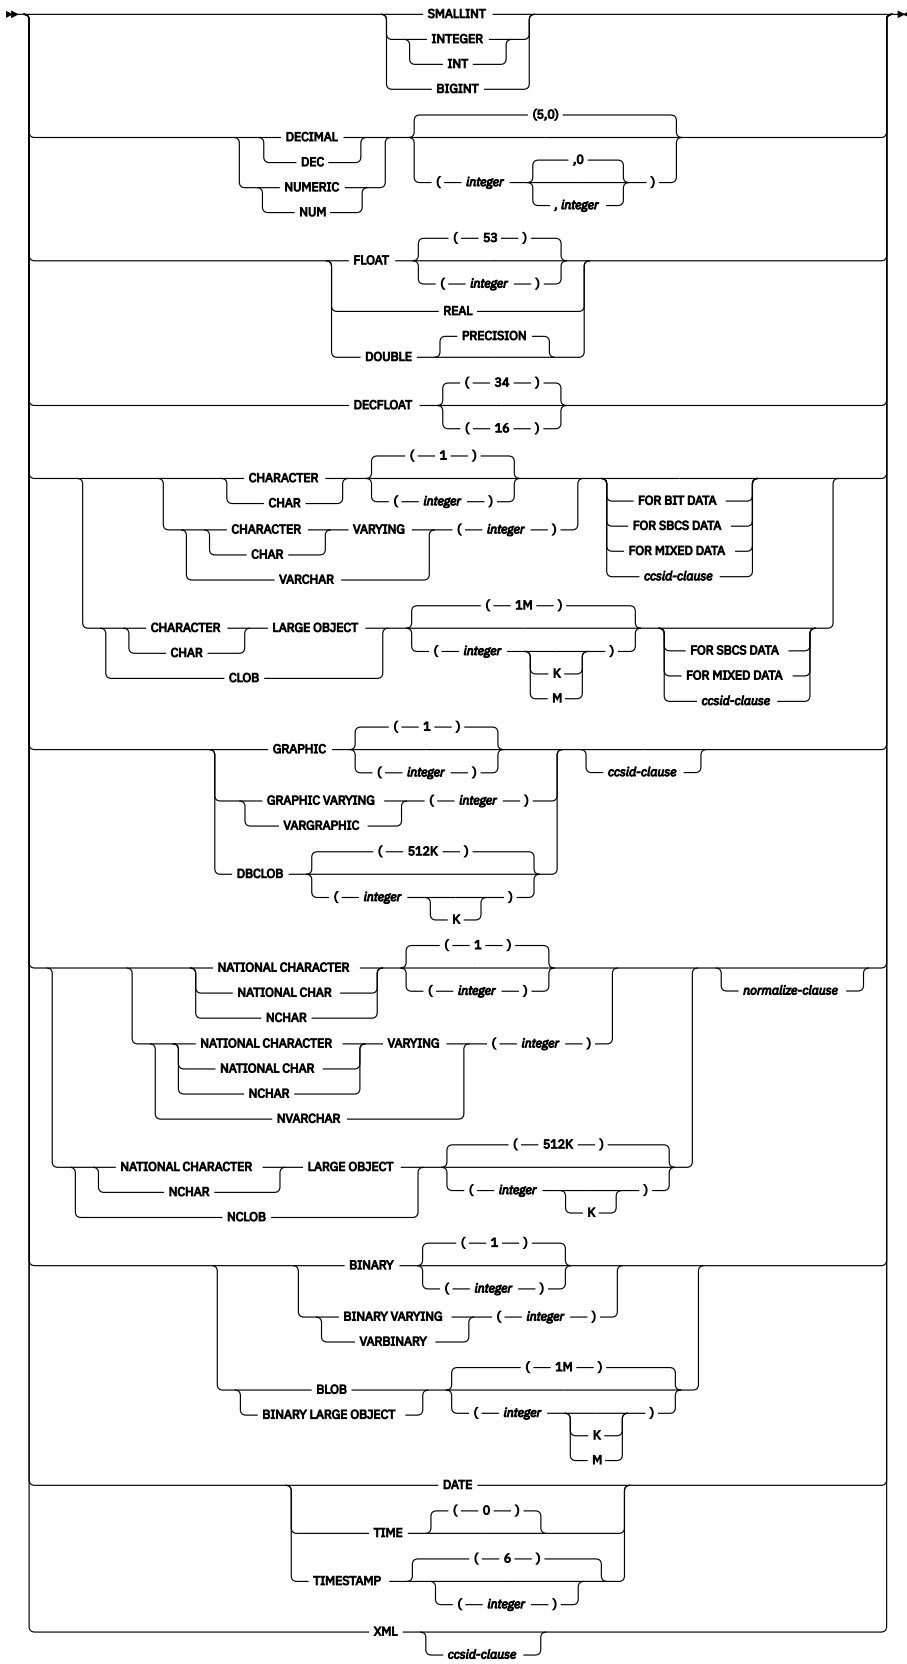 SMALLINT
INTEGER
INT
BIGINT
(5,0)
DECIMAL
DEC
,0
( integer )
NUMERIC
, integer
NUM
( 53 )
FLOAT
( integer )
REAL
PRECISION
DOUBLE
( 34 )
DECFLOAT
( 16 )
( 1 )
CHARACTER
CHAR ( integer )
FOR BIT DATA
CHARACTER VARYING ( integer )
FOR SBCS DATA
CHAR
FOR MIXED DATA
VARCHAR
ccsid-clause
( 1M )
CHARACTER LARGE OBJECT
CHAR
( integer )
FOR SBCS DATA
CLOB
K
FOR MIXED DATA
M
ccsid-clause
( 1 )
GRAPHIC
( integer )
ccsid-clause
GRAPHIC VARYING ( integer )
VARGRAPHIC
( 512K )
DBCLOB
( integer )
K
( 1 )
NATIONAL CHARACTER
NATIONAL CHAR ( integer )
normalize-clause
NCHAR
NATIONAL CHARACTER VARYING ( integer )
NATIONAL CHAR
NCHAR
NVARCHAR
( 512K )
NATIONAL CHARACTER LARGE OBJECT
NCHAR ( integer )
NCLOB
K
( 1 )
BINARY
( integer )
BINARY VARYING ( integer )
VARBINARY
( 1M )
BLOB
BINARY LARGE OBJECT ( integer )
K
M
DATE
( 0 )
TIME
( 6 )
TIMESTAMP
( integer )
XML
ccsid-clause